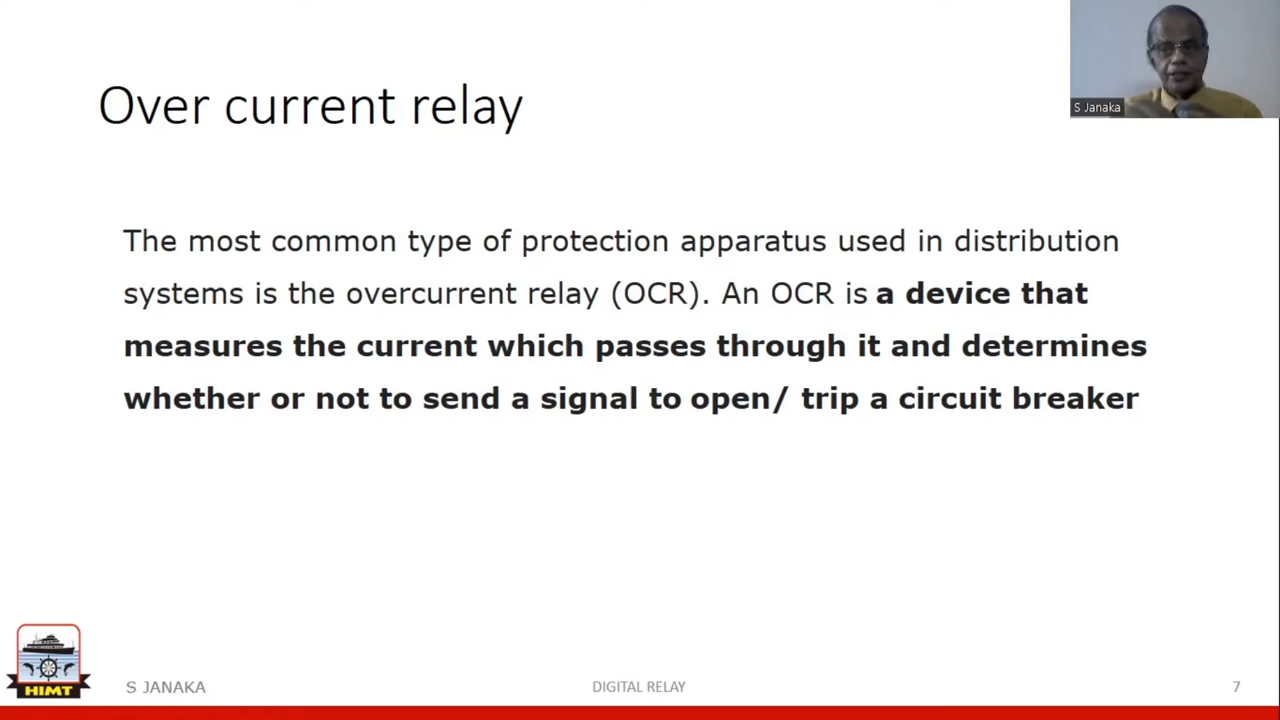 S Janaka
Over current relay
The most common type of protection apparatus used in distribution
systems is the overcurrent relay (OCR). An OCR is a device that
measures the current which passes through it and determines
whether or not to send a signal to open/ trip a circuit breaker
HIMT
S JANAKA
DIGITAL RELAY
7